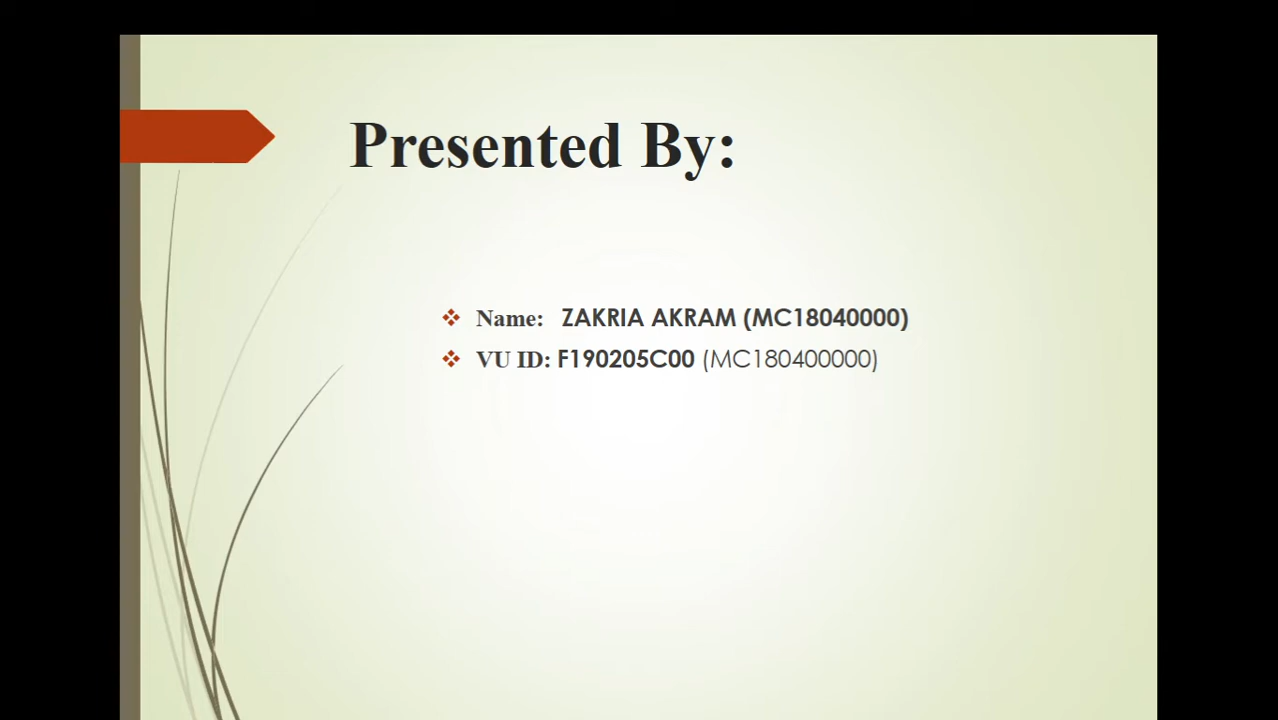 Presented By:
❖ Name: ZAKRIA AKRAM (MC18040000)
❖ VU ID: F190205C00 (MC180400000)